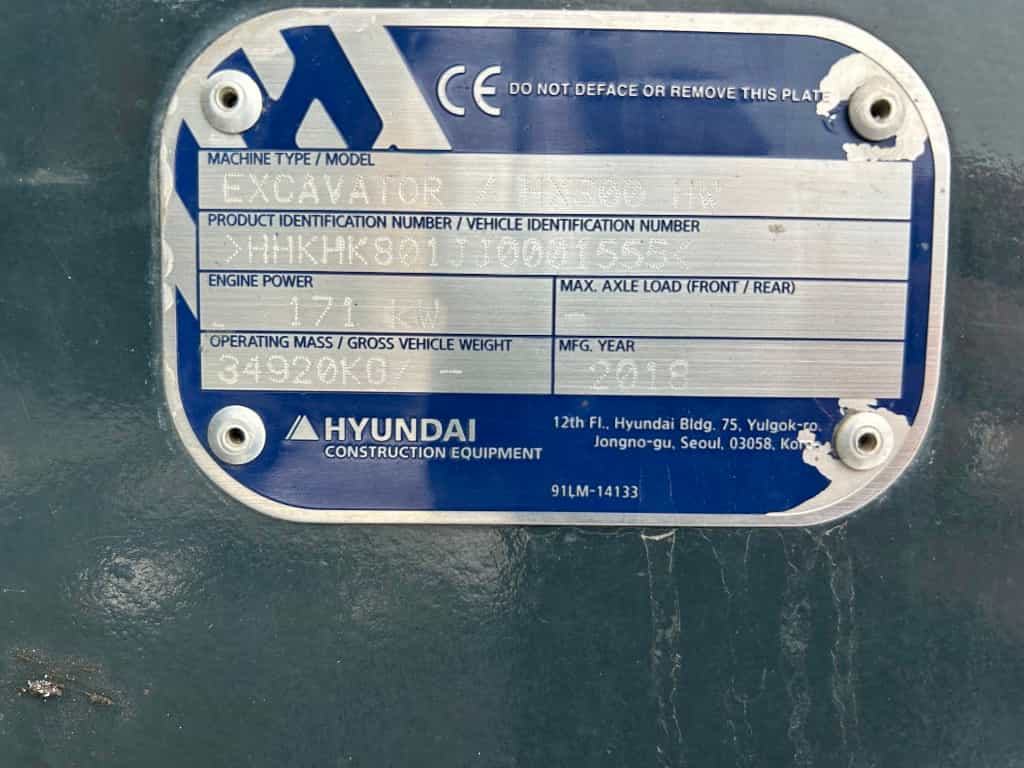 CE DO NOT DEFACE OR REMOVE THIS PLATE
MACHINE TYPE / MODEL
EXCAVATOR / HX300 HW
PRODUCT IDENTIFICATION NUMBER / VEHICLE IDENTIFICATION NUMBER
>HHKHK801JJ0001555<
ENGINE POWER
MAX. AXLE LOAD (FRONT / REAR)
171 kW
-
OPERATING MASS / GROSS VEHICLE WEIGHT
MFG. YEAR
34920KG/ -
2018
HYUNDAI
CONSTRUCTION EQUIPMENT
12th Fl., Hyundai Bldg. 75, Yulgok-ro,
Jongno-gu, Seoul, 03058, Kor
91LM-14133